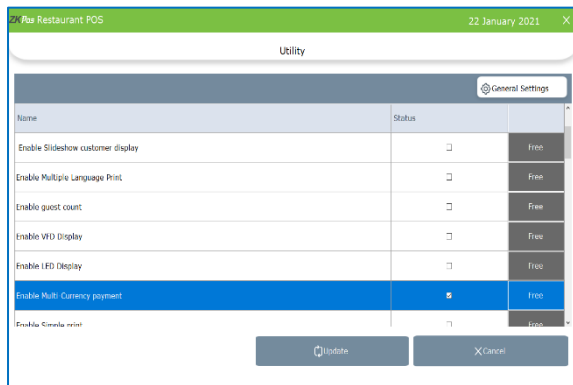 ZKPos Restaurant POS 22 January 2021 X
Utility
General Settings
Name Status
Enable Slideshow customer display Free
Enable Multiple Language Print Free
Enable guest count Free
Enable VFD Display Free
Enable LED Display Free
Enable Multi Currency payment Free
Enable Simple print Free
Update Cancel